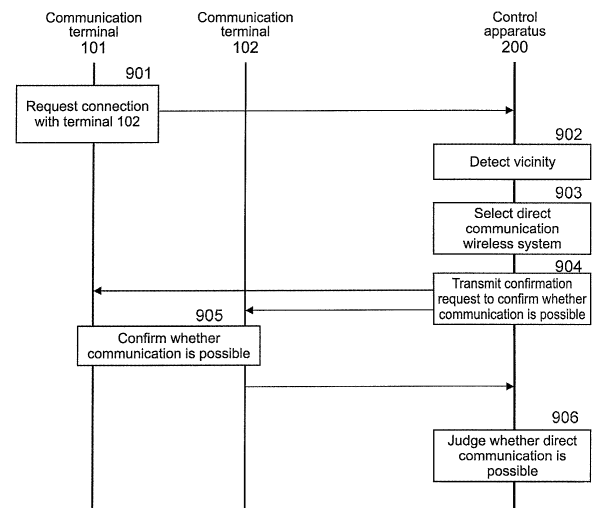 Communication
terminal
101
Communication
terminal
102
Control
apparatus
200
901
Request connection
with terminal 102
902
Detect vicinity
903
Select direct
communication
wireless system
904
Transmit confirmation
request to confirm whether
communication is possible
905
Confirm whether
communication is possible
906
Judge whether direct
communication is
possible